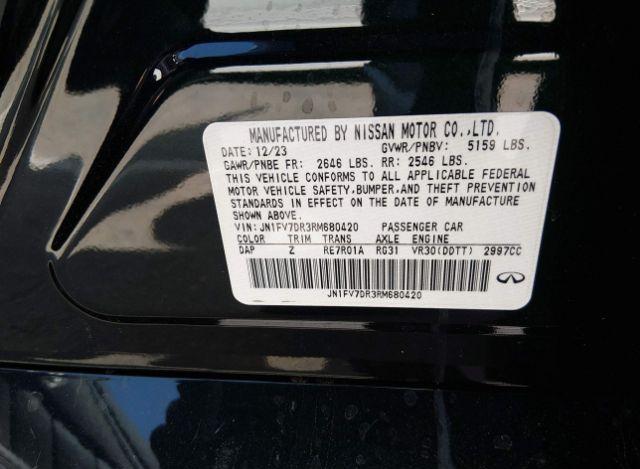 MANUFACTURED BY NISSAN MOTOR CO.,LTD.
DATE: 12/23 GVWR/PNBV: 5159 LBS.
GAWR/PNBE FR: 2646 LBS. RR: 2546 LBS.
THIS VEHICLE CONFORMS TO ALL APPLICABLE FEDERAL
MOTOR VEHICLE SAFETY,BUMPER,AND THEFT PREVENTION
STANDARDS IN EFFECT ON THE DATE OF MANUFACTURE
SHOWN ABOVE.
VIN: JN1FV7DR3RM680420 PASSENGER CAR
COLOR TRIM TRANS AXLE ENGINE
DAP Z RE7R01A RG31 VR30(DDTT) 2997CC
JN1FV7DR3RM680420